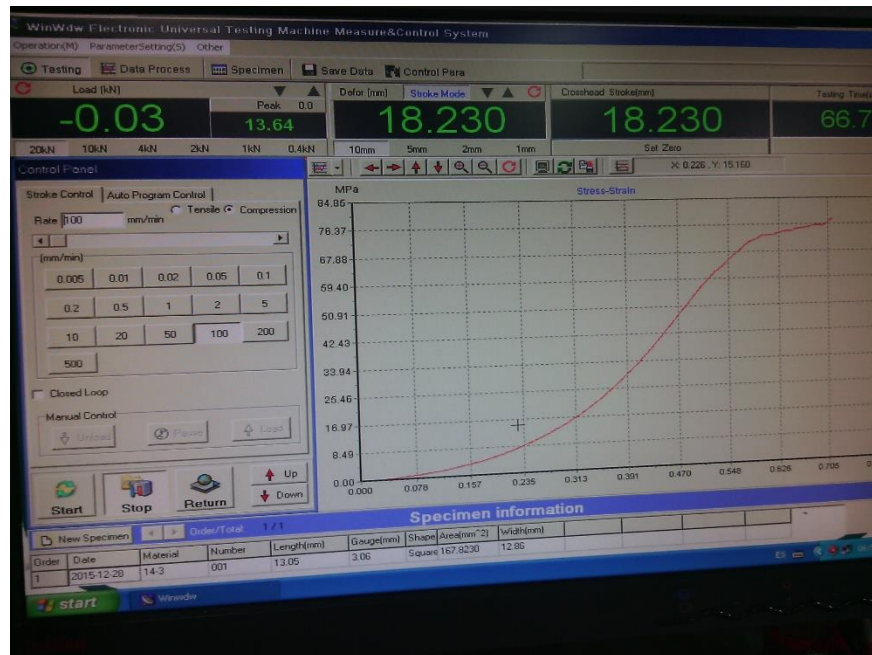 WinWdw Electronic Universal Testing Machine Measure&Control System
Operation(M) ParameterSetting(S) Other
Testing Data Process Specimen Save Data Control Para
Load (kN) Defor (mm) Stroke Mode Crosshead Stroke(mm)
Peak 0.0
-0.03 13.64 18.230 18.230 66.7
20kN 10kN 4kN 2kN 1kN 0.4kN 10mm 5mm 2mm 1mm Set Zero
Control Panel
X: 0.226 , Y: 15.160
Stroke Control Auto Program Control
MPa Stress-Strain
Rate 100 mm/min Tensile Compression
(mm/min)
0.005 0.01 0.02 0.05 0.1
0.2 0.5 1 2 5
10 20 50 100 200
500
Closed Loop
Manual Control
Unload Pause Load
84.86
76.37
67.88
59.40
50.91
42.43
33.94
25.46
16.97
8.49
0.00
0.000 0.078 0.157 0.235 0.313 0.391 0.470 0.548 0.626 0.705
Up
Down
Start Stop Return
Specimen information
New Specimen Order/Total: 1/1
Order Date Material Number Length(mm) Gauge(mm) Shape Area(mm^2) Width(mm)
1 2015-12-28 14-3 001 13.05 3.06 Square 167.8230 12.86
start Winwdw ES